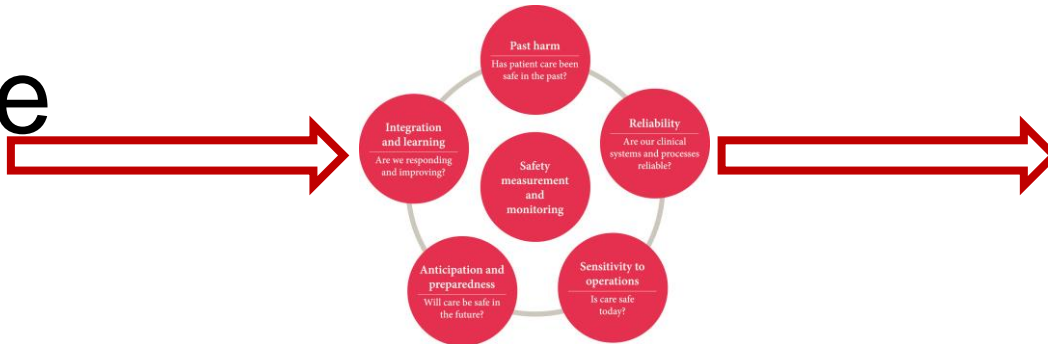 e
Past harm
Has patient care been
safe in the past?
Integration
and learning
Are we responding
and improving?
Reliability
Are our clinical
systems and processes
reliable?
Safety
measurement
and
monitoring
Anticipation and
preparedness
Will care be safe in
the future?
Sensitivity to
operations
Is care safe
today?